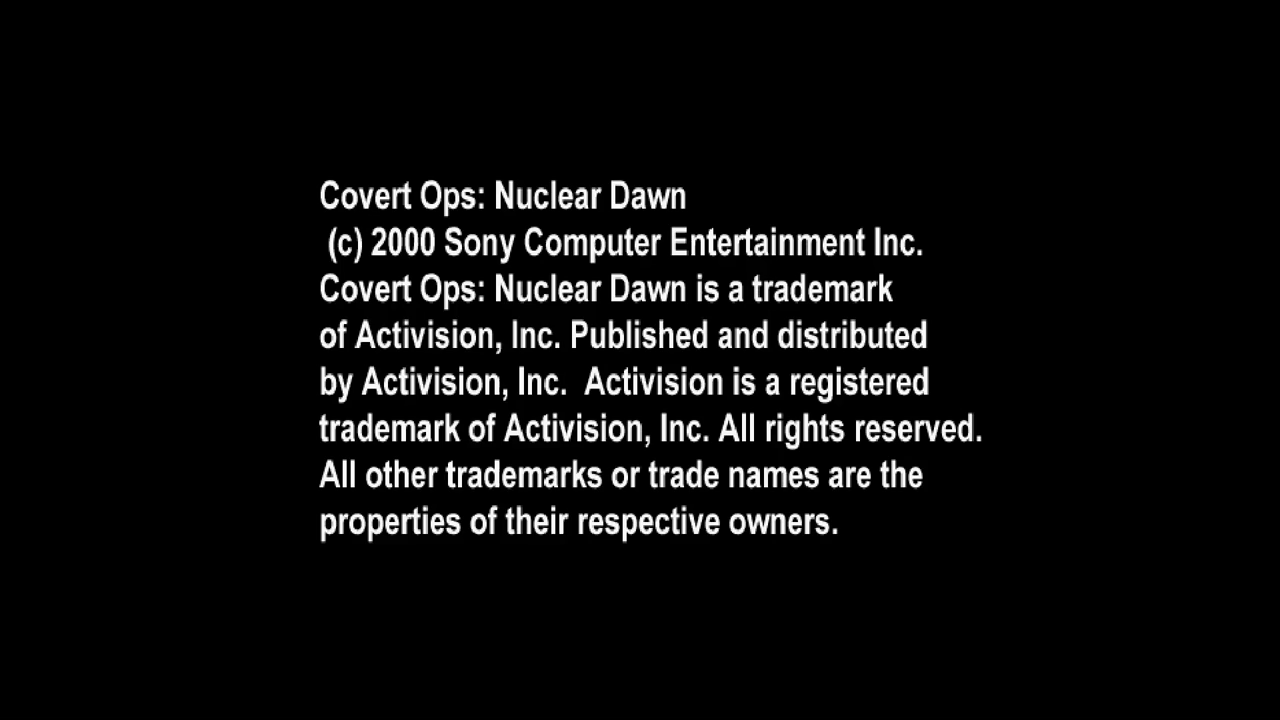 Covert Ops: Nuclear Dawn
(c) 2000 Sony Computer Entertainment Inc.
Covert Ops: Nuclear Dawn is a trademark
of Activision, Inc. Published and distributed
by Activision, Inc.  Activision is a registered
trademark of Activision, Inc. All rights reserved.
All other trademarks or trade names are the
properties of their respective owners.